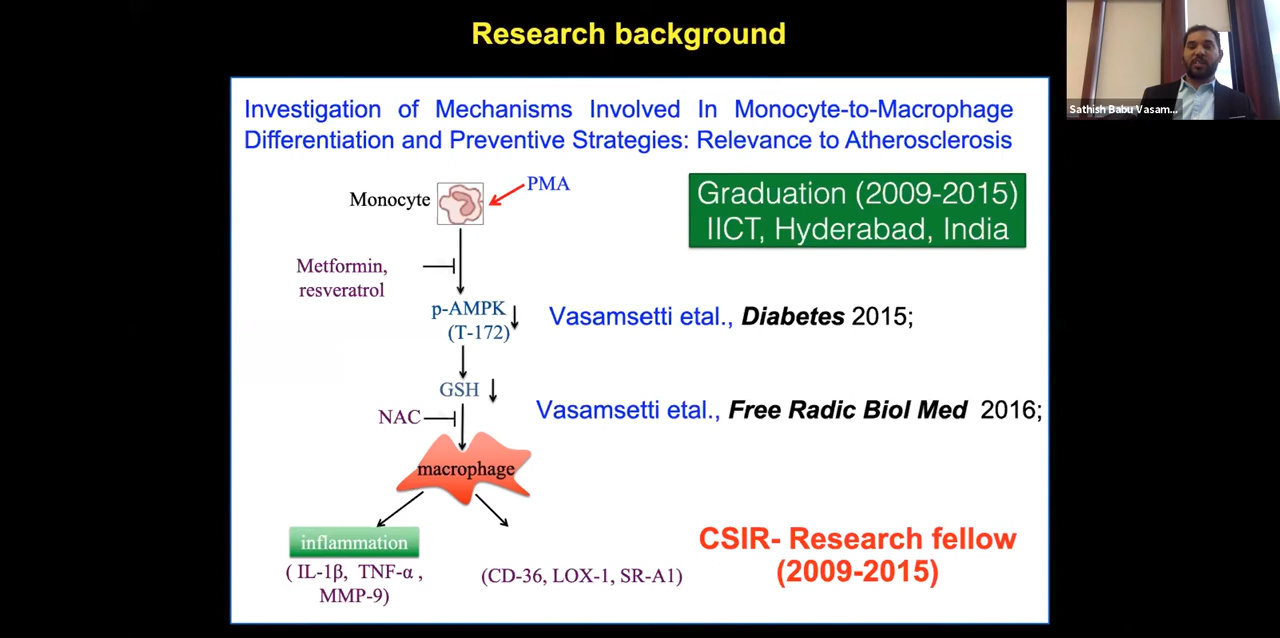 Research background
Sathish Babu Vasam...
Investigation of Mechanisms Involved In Monocyte-to-Macrophage
Differentiation and Preventive Strategies: Relevance to Atherosclerosis
Monocyte
PMA
Graduation (2009-2015)
IICT, Hyderabad, India
Metformin,
resveratrol
p-AMPK
(T-172)
Vasamsetti etal., Diabetes 2015;
GSH
NAC
Vasamsetti etal., Free Radic Biol Med 2016;
macrophage
inflammation
( IL-1β, TNF-α ,
MMP-9)
(CD-36, LOX-1, SR-A1)
CSIR- Research fellow
(2009-2015)